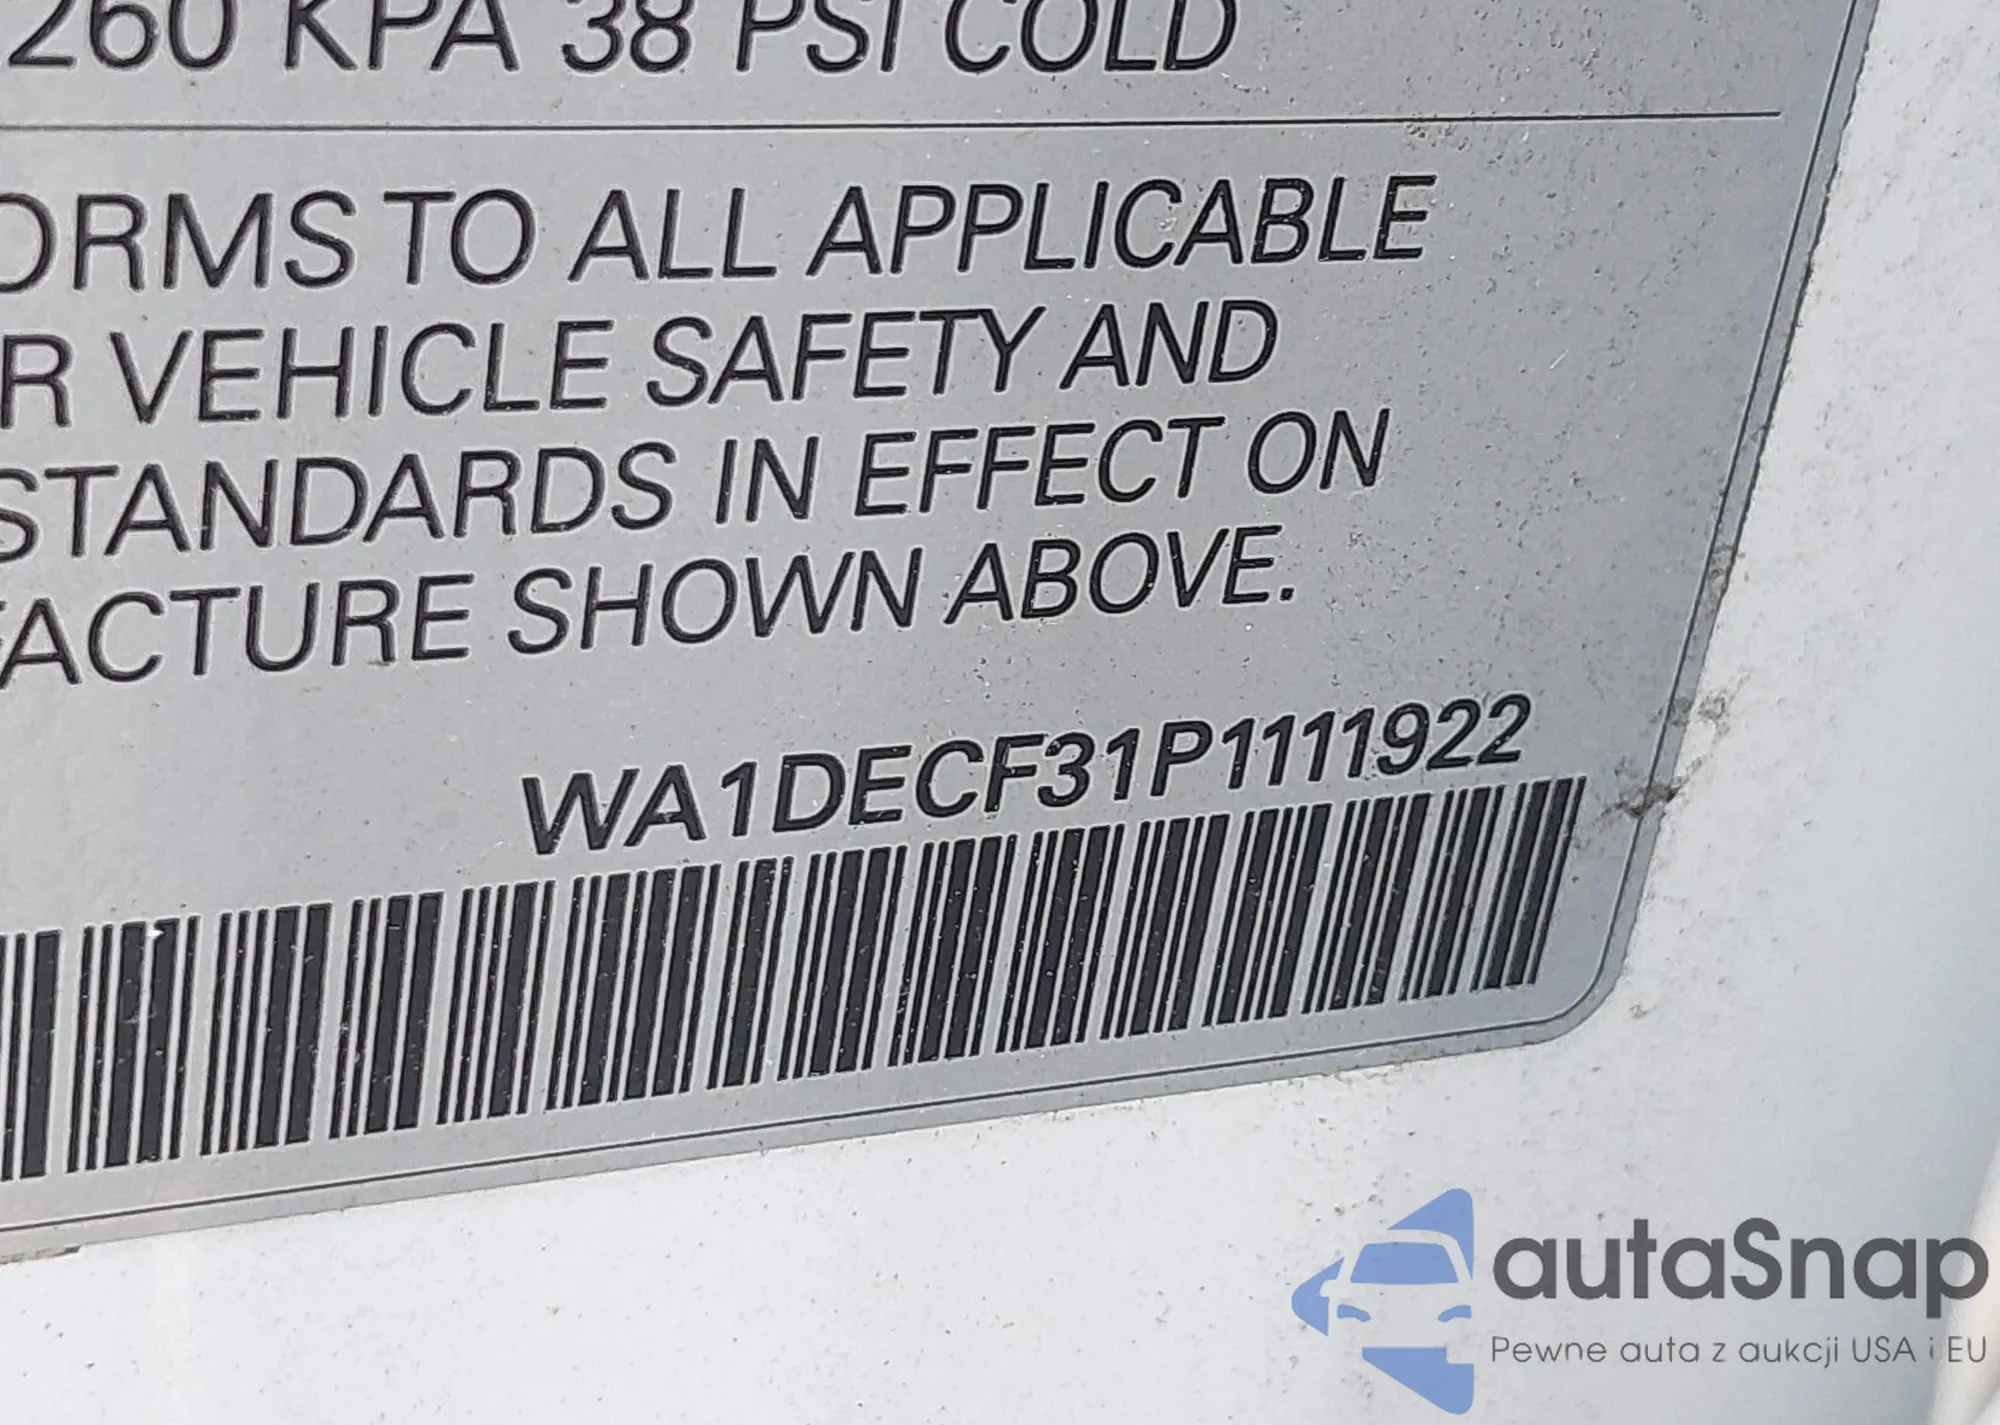 260 KPA 38 PSI COLD
ORMS TO ALL APPLICABLE
R VEHICLE SAFETY AND
STANDARDS IN EFFECT ON
FACTURE SHOWN ABOVE.
WA1DECF31P1111922
autaSnap
Pewne auta z aukcji USA i EU